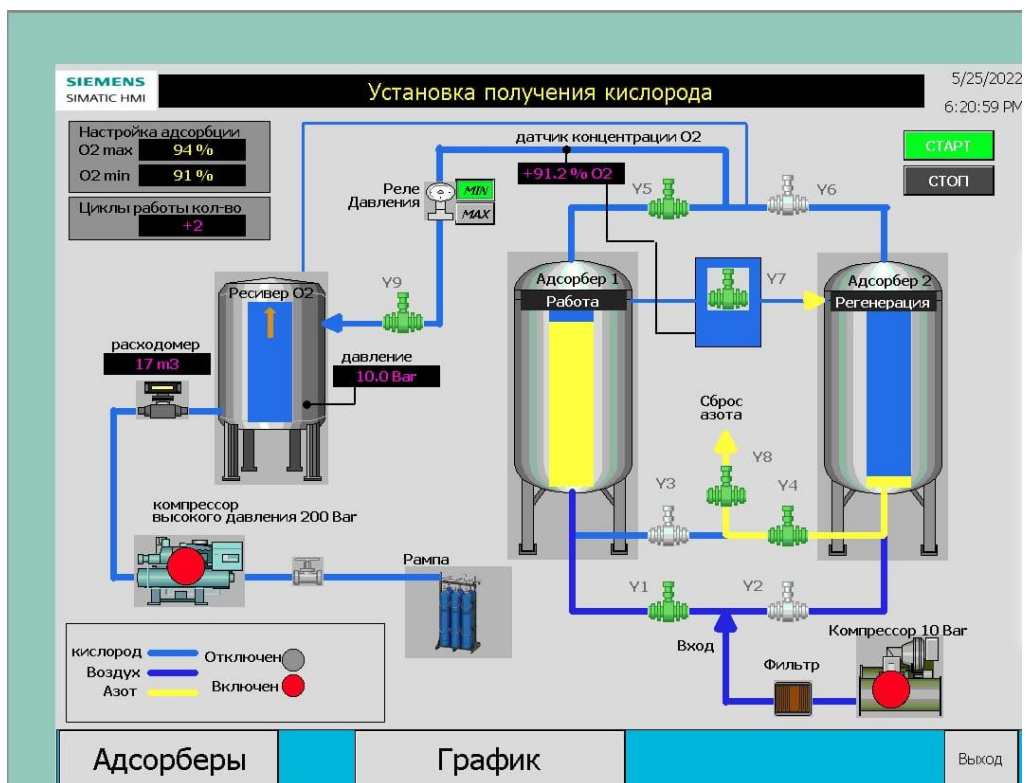 SIEMENS
SIMATIC HMI
Установка получения кислорода
5/25/2022
6:20:59 PM
Настройка адсорбции
O2 max 94 %
O2 min 91 %
Циклы работы кол-во
+2
датчик концентрации О2
+91.2 % O2
СТАРТ
СТОП
Реле
Давления
MIN
MAX
Y5
Y6
Y9
Ресивер О2
Адсорбер 1
Работа
Y7
Адсорбер 2
Регенерация
расходомер
17 m3
давление
10.0 Bar
Сброс
азота
Y8
Y3
Y4
компрессор
высокого давления 200 Bar
Рампа
Y1
Y2
Вход
Компрессор 10 Bar
Фильтр
кислород
Воздух
Азот
Отключен
Включен
Адсорберы
График
Выход